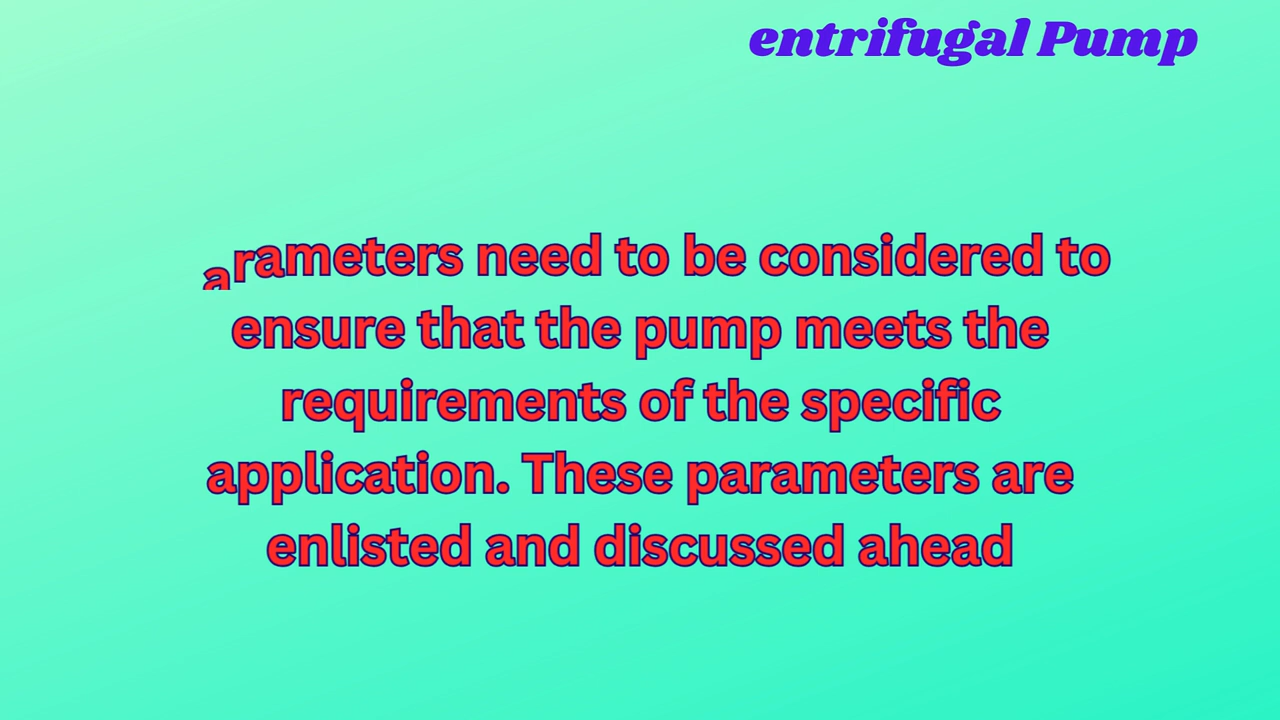 entrifugal Pump
arameters need to be considered to
ensure that the pump meets the
requirements of the specific
application. These parameters are
enlisted and discussed ahead